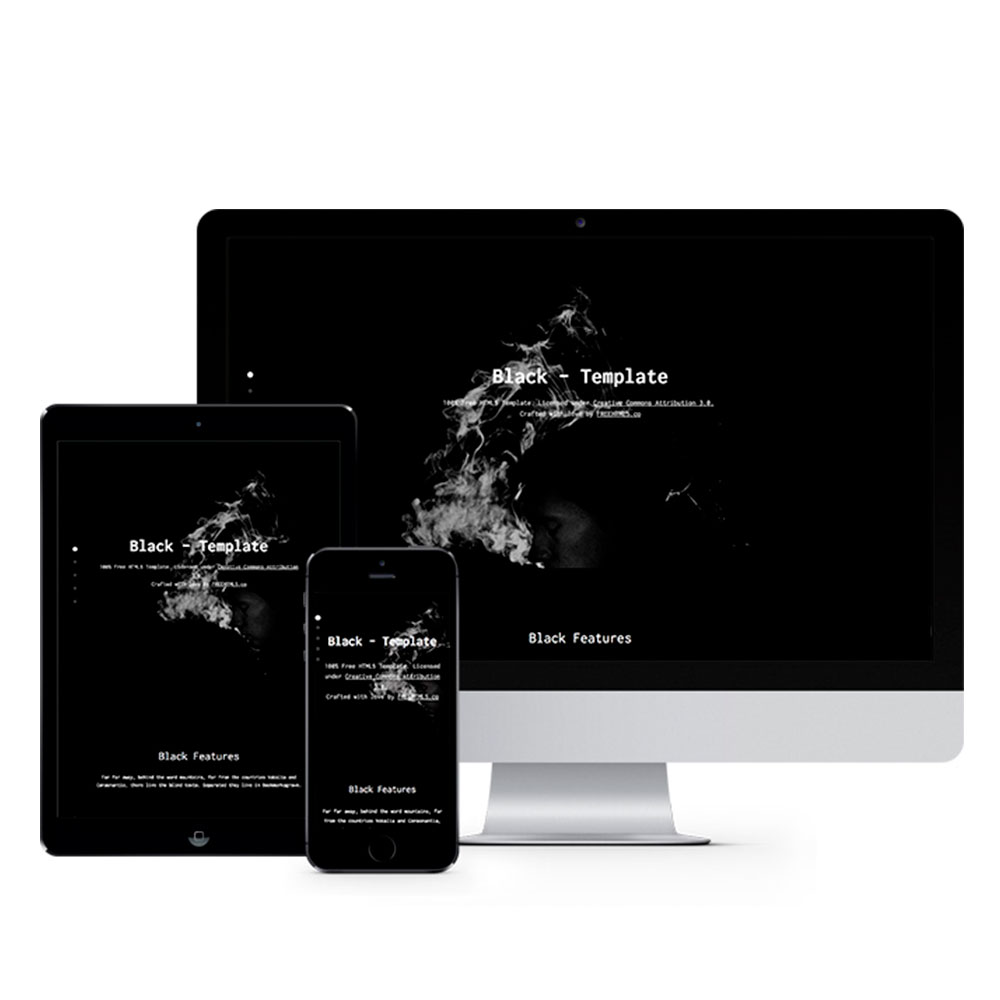 Black - Template
100% Free HTML5 Template. Licensed under Creative Commons Attribution 3.0.
Crafted with love by FREEHTML5.co
Black Features
Black - Template
100% Free HTML5 Template. Licensed under Creative Commons Attribution
Crafted with love by FREEHTML5.co
Black Features
Far far away, behind the word mountains, far from the countries Vokalia and
Consonantia, there live the blind texts. Separated they live in Bookmarksgrove.
Black - Template
100% Free HTML5 Template. Licensed
under Creative Commons Attribution
3.0.
Crafted with love by FREEHTML5.co
Black Features
Far far away, behind the word mountains, far
from the countries Vokalia and Consonantia,